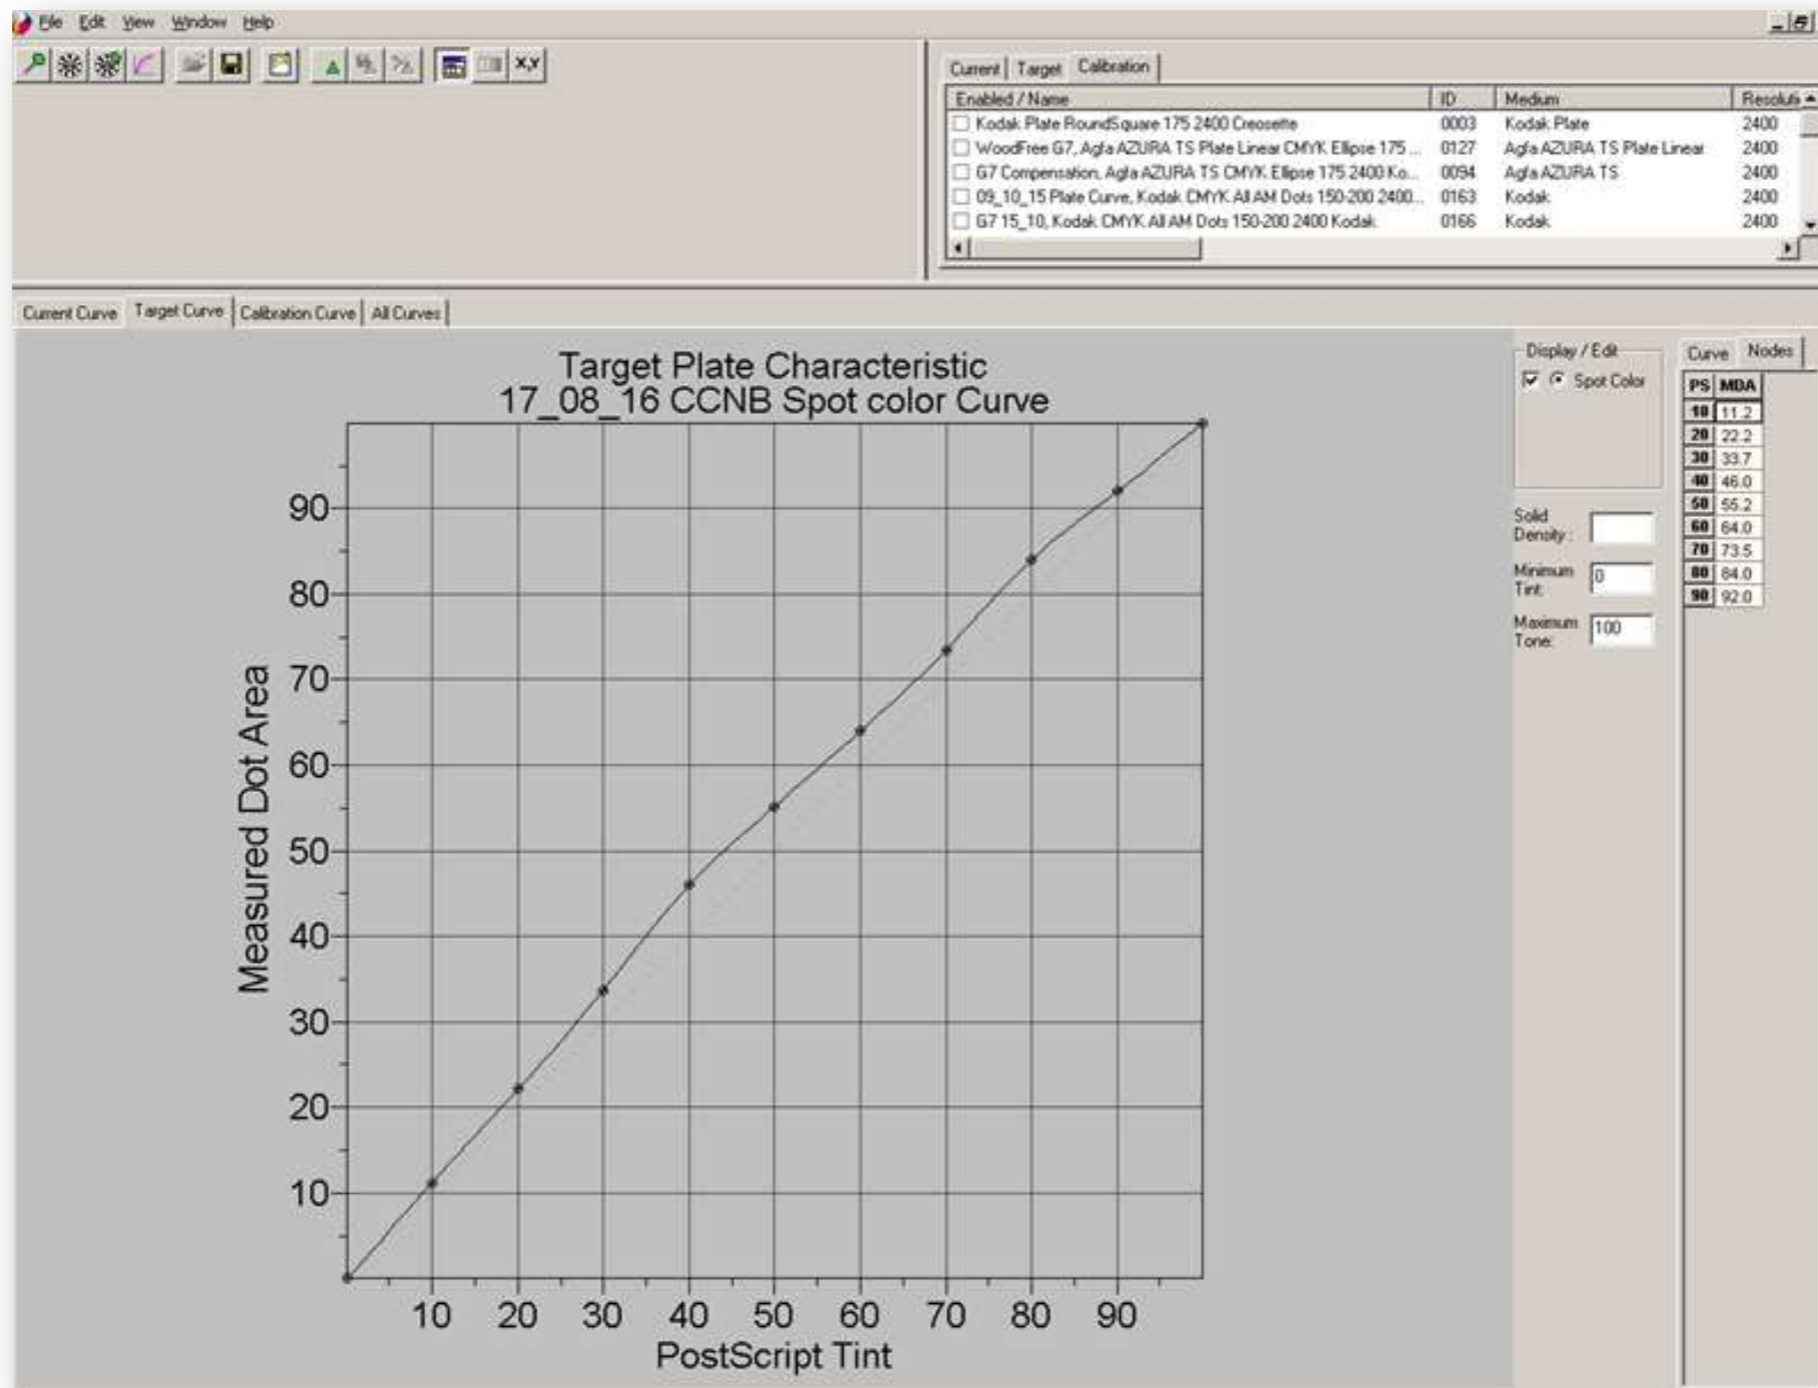 File Edit View Window Help
X,Y
Current Target Calibration
Enabled / Name ID Medium Resoluti
Kodak Plate RoundSquare 175 2400 Creosette 0003 Kodak Plate 2400
WoodFree G7, Agfa AZURA TS Plate Linear CMYK Ellipse 175 ... 0127 Agfa AZURA TS Plate Linear 2400
G7 Compensation, Agfa AZURA TS CMYK Ellipse 175 2400 Ko... 0094 Agfa AZURA TS 2400
09_10_15 Plate Curve, Kodak CMYK All AM Dots 150-200 2400... 0163 Kodak 2400
G7 15_10, Kodak CMYK All AM Dots 150-200 2400 Kodak 0166 Kodak 2400
Current Curve Target Curve Calibration Curve All Curves
Target Plate Characteristic
17_08_16 CCNB Spot color Curve
Measured Dot Area
90
80
70
60
50
40
30
20
10
10 20 30 40 50 60 70 80 90
PostScript Tint
Display / Edit
Spot Color
Solid
Density:
Minimum
Tint: 0
Maximum
Tone: 100
Curve Nodes
PS MDA
10 11.2
20 22.2
30 33.7
40 46.0
50 55.2
60 64.0
70 73.5
80 84.0
90 92.0